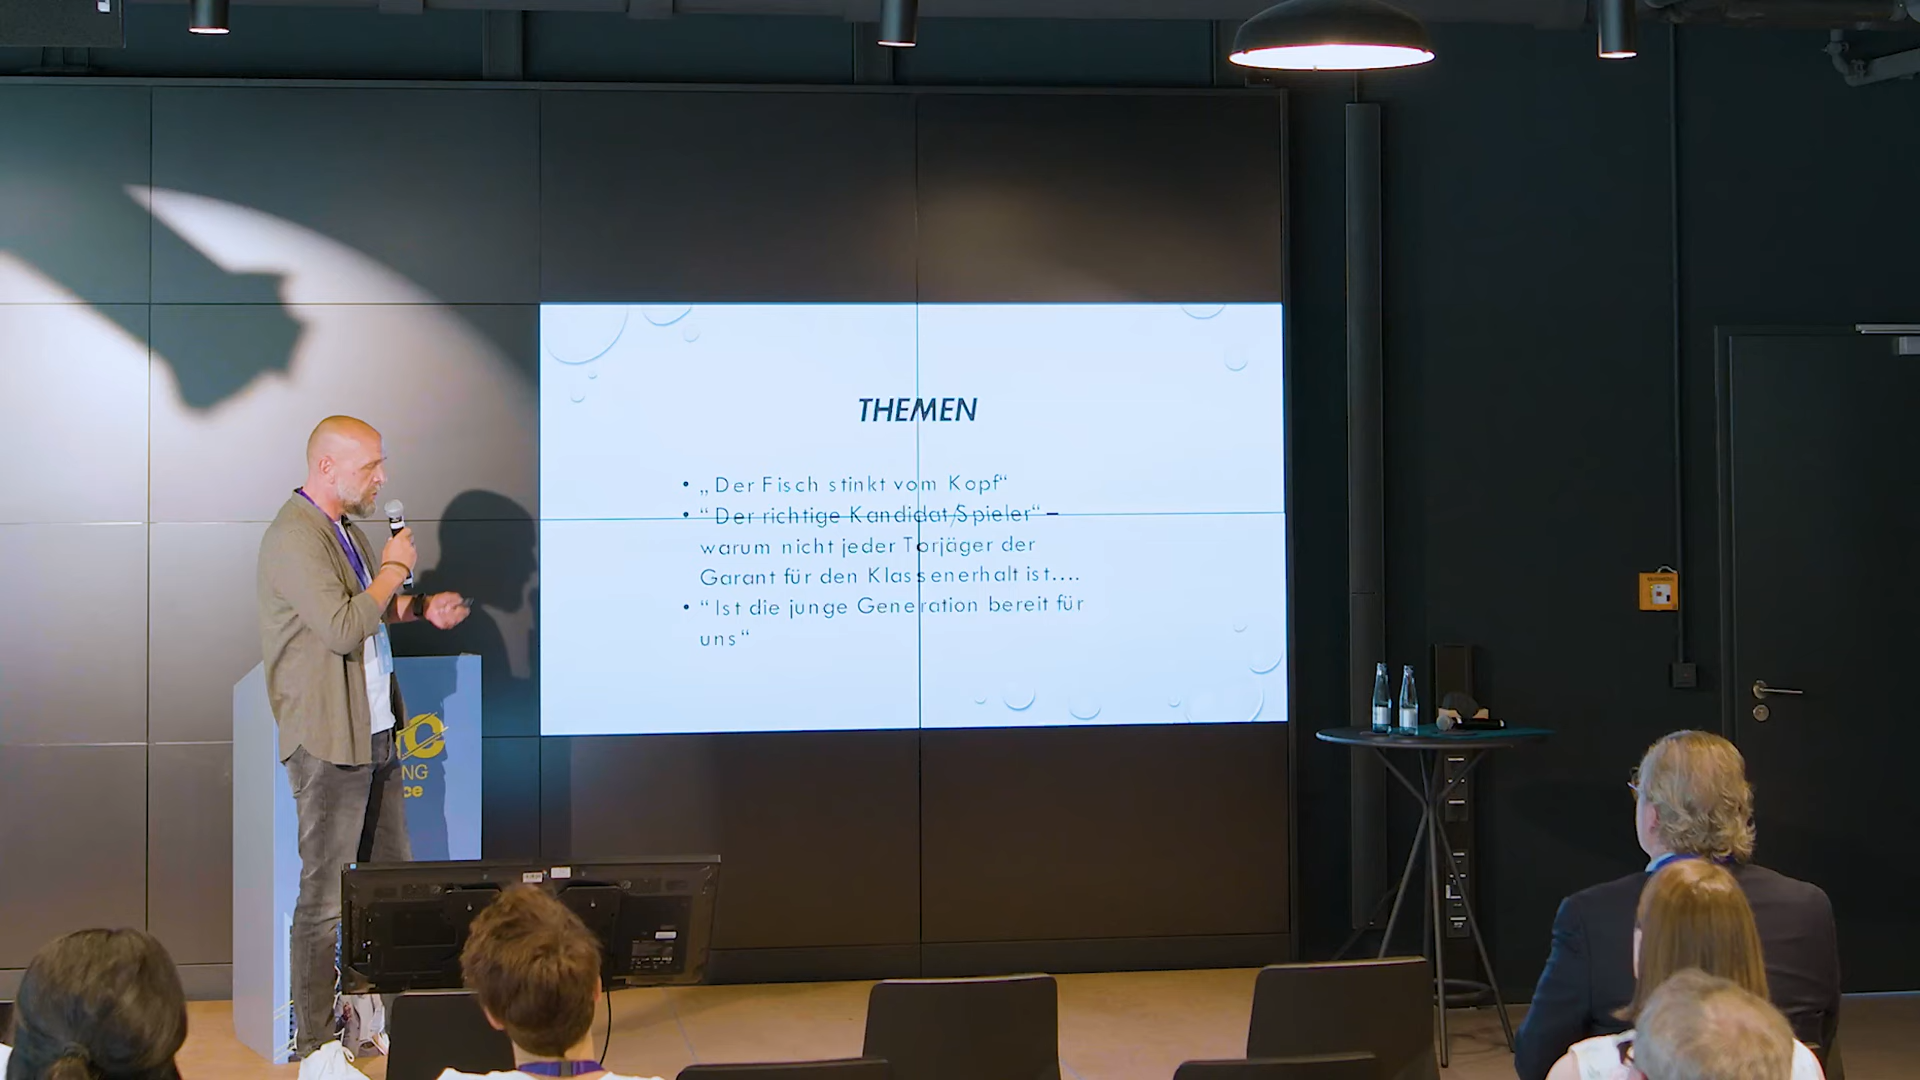 THEMEN
• „Der Fisch stinkt vom Kopf“
• “Der richtige Kandidat/Spieler“ –
warum nicht jeder Torjäger der
Garant für den Klassenerhalt ist....
• “Ist die junge Generation bereit für
uns“